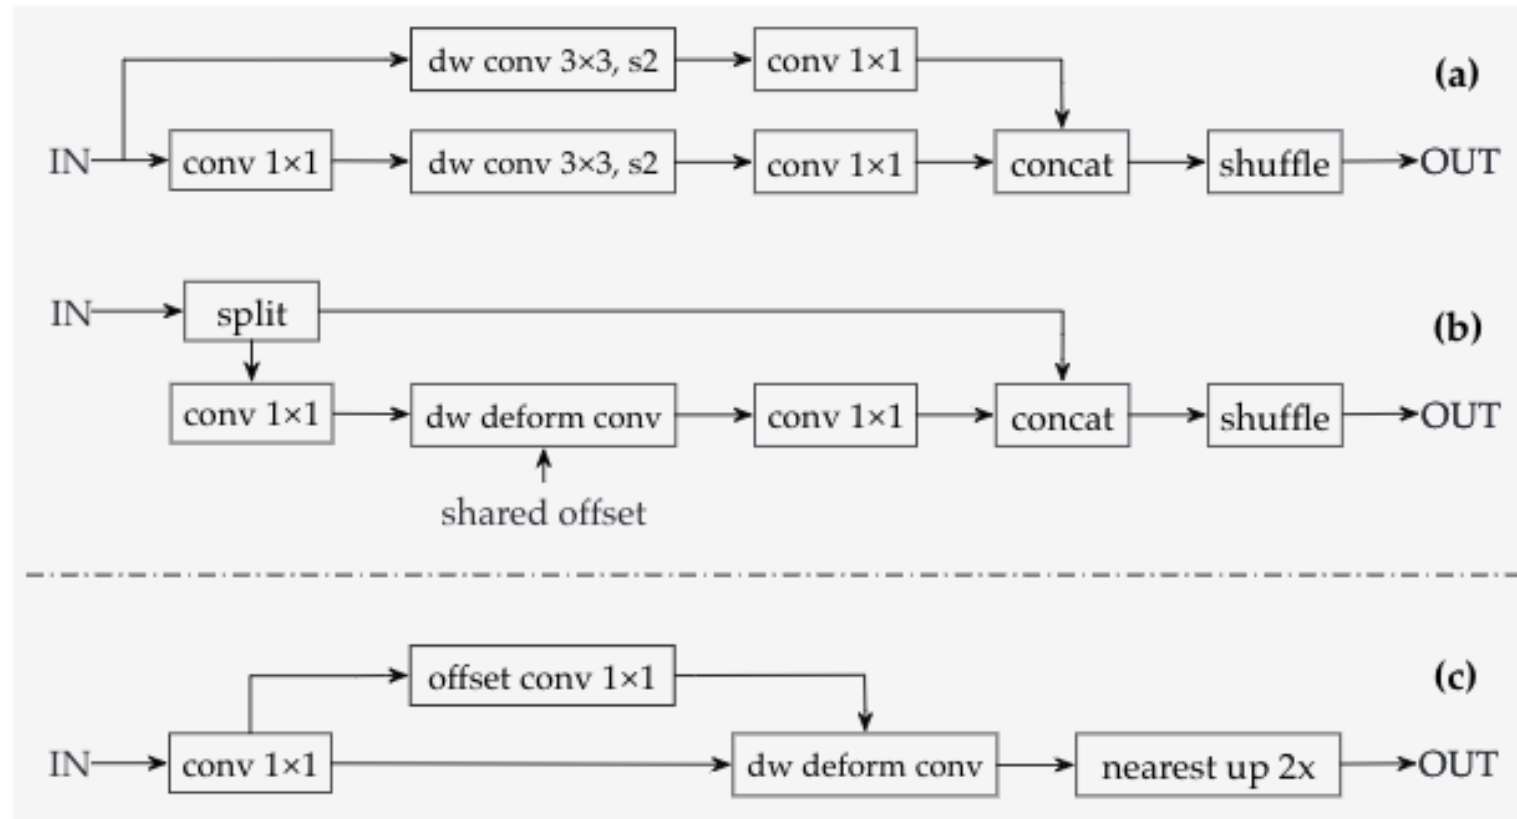 dw conv 3×3, s2 conv 1×1 (a)
IN conv 1×1 dw conv 3×3, s2 conv 1×1 concat shuffle OUT
IN split (b)
conv 1×1 dw deform conv conv 1×1 concat shuffle OUT
shared offset
offset conv 1×1 (c)
IN conv 1×1 dw deform conv nearest up 2x OUT